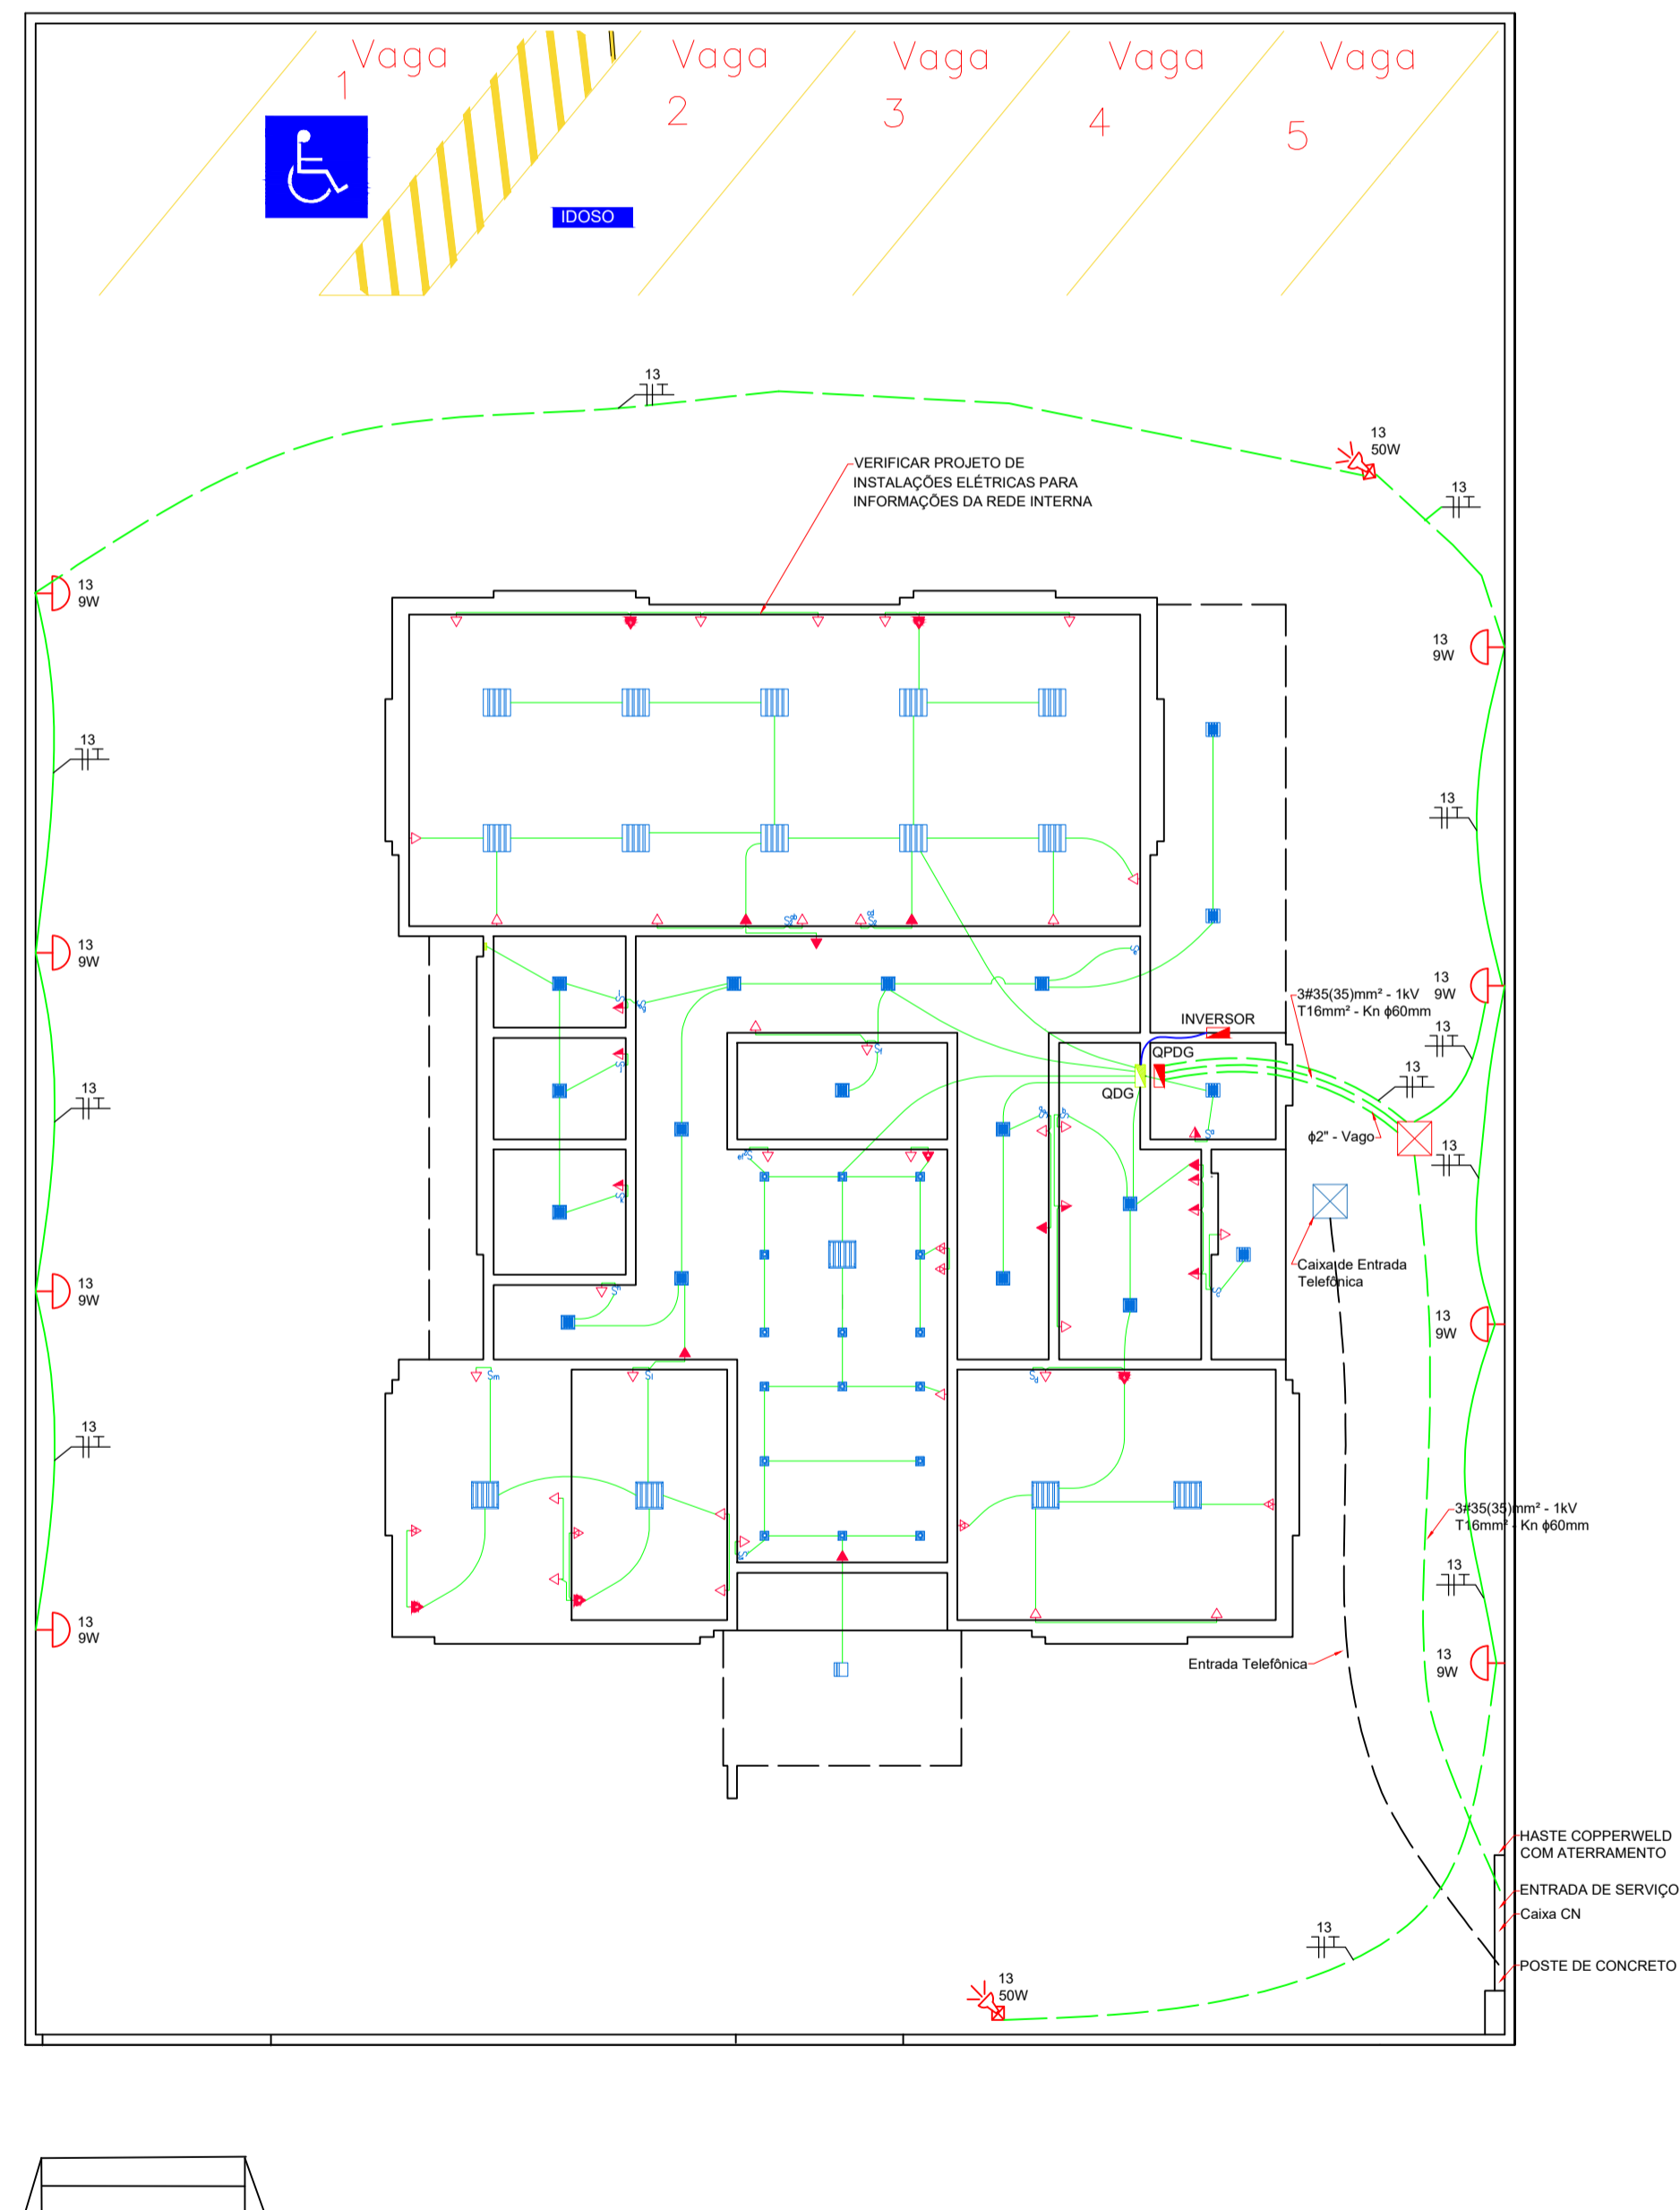 Vaga
1
Vaga
2
Vaga
3
Vaga
4
Vaga
5
IDOSO
13
13
50W
13
VERIFICAR PROJETO DE
INSTALAÇÕES ELÉTRICAS PARA
INFORMAÇÕES DA REDE INTERNA
13
9W
13
9W
13
13
13
9W
13
9W
3#35(35)mm² - 1kV
T16mm² - Kn ϕ60mm
INVERSOR
13
QPDG
QDG
13
13
ϕ2" - Vago
13
Caixa de Entrada
Telefônica
13
9W
13
9W
Sm
Si
Sd
13
3#35(35)mm² - 1kV
T16mm² - Kn ϕ60mm
13
13
9W
Entrada Telefônica
13
9W
HASTE COPPERWELD
COM ATERRAMENTO
ENTRADA DE SERVIÇO
Caixa CN
13
POSTE DE CONCRETO
13
50W